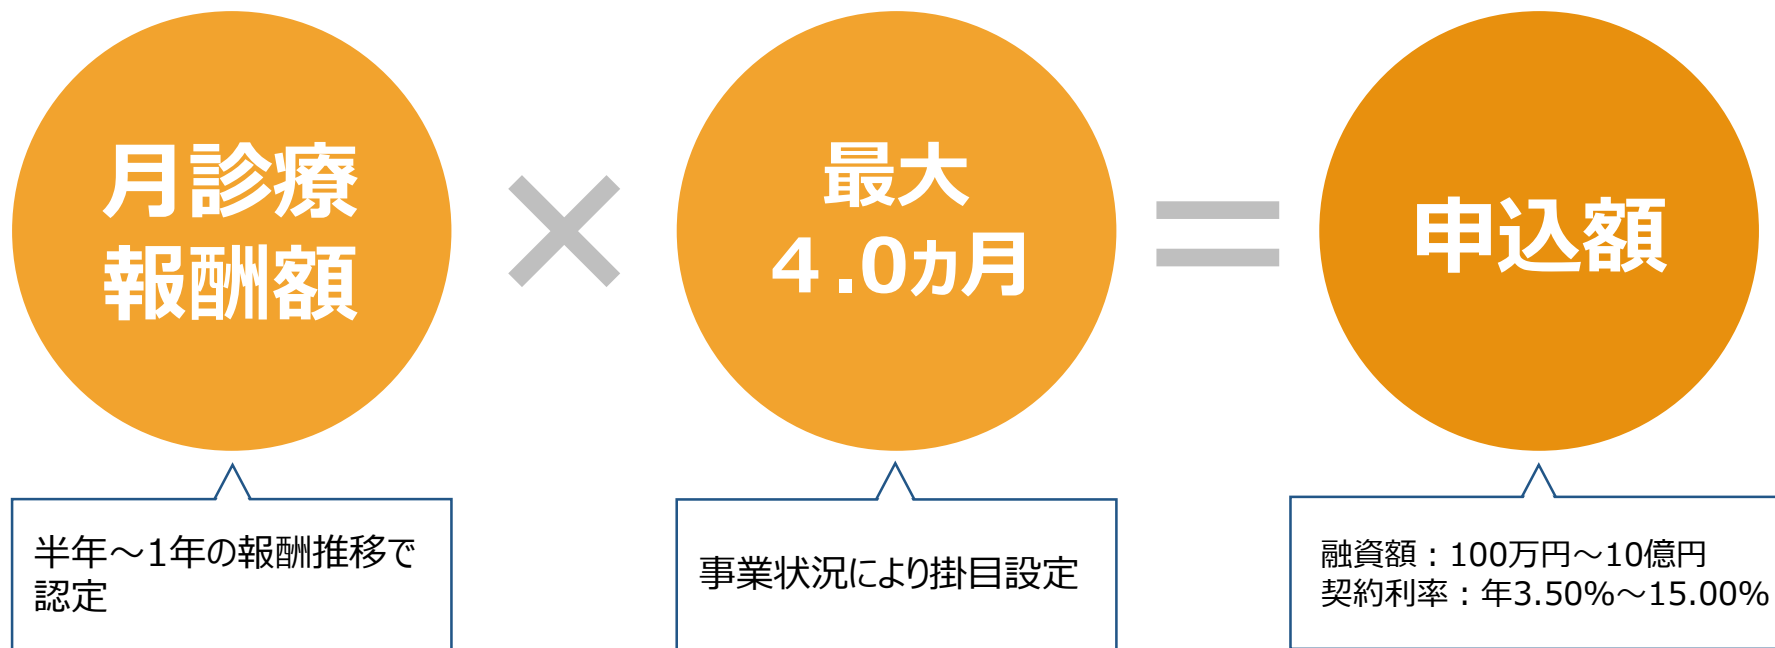 月診療
報酬額
×
最大
４.0ヵ月
＝
申込額
半年～1年の報酬推移で
認定
事業状況により掛目設定
融資額：100万円～10億円
契約利率：年3.50%～15.00%